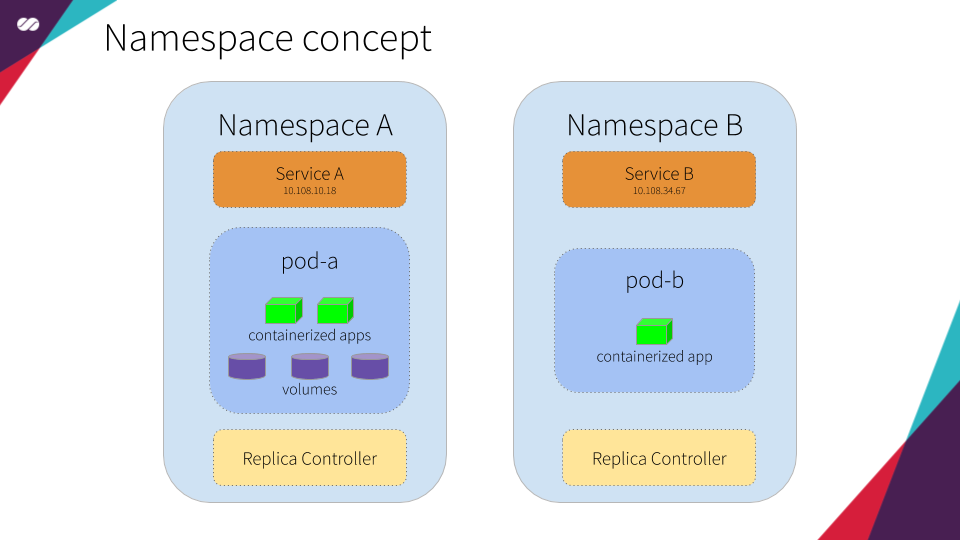 Namespace concept
Namespace A
Service A
10.108.10.18
pod-a
containerized apps
volumes
Replica Controller
Namespace B
Service B
10.108.34.67
pod-b
containerized app
Replica Controller